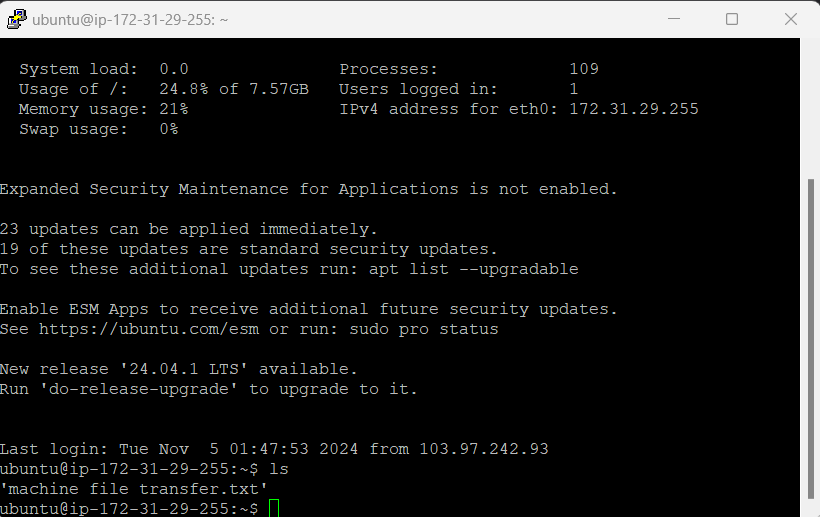 ubuntu@ip-172-31-29-255: ~
System load:  0.0                Processes:             109
Usage of /:   24.8% of 7.57GB   Users logged in:       1
Memory usage: 21%                IPv4 address for eth0: 172.31.29.255
Swap usage:   0%
Expanded Security Maintenance for Applications is not enabled.
23 updates can be applied immediately.
19 of these updates are standard security updates.
To see these additional updates run: apt list --upgradable
Enable ESM Apps to receive additional future security updates.
See https://ubuntu.com/esm or run: sudo pro status
New release '24.04.1 LTS' available.
Run 'do-release-upgrade' to upgrade to it.
Last login: Tue Nov  5 01:47:53 2024 from 103.97.242.93
ubuntu@ip-172-31-29-255:~$ ls
'machine file transfer.txt'
ubuntu@ip-172-31-29-255:~$